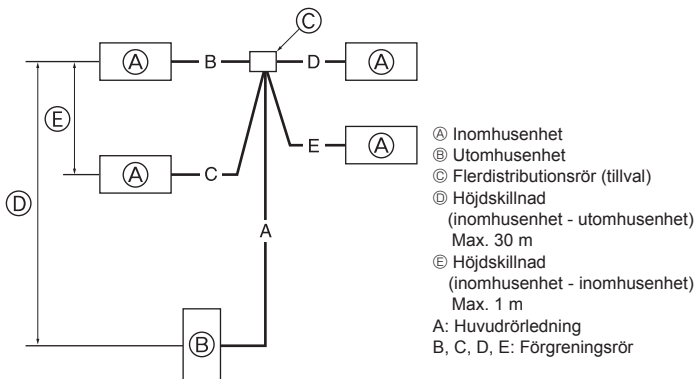 Ⓒ
Ⓐ B D Ⓐ
Ⓔ
E Ⓐ
Ⓐ C
Ⓓ
A
Ⓑ
Ⓐ Inomhusenhet
Ⓑ Utomhusenhet
Ⓒ Flerdistributionsrör (tillval)
Ⓓ Höjdskillnad
(inomhusenhet - utomhusenhet)
Max. 30 m
Ⓔ Höjdskillnad
(inomhusenhet - inomhusenhet)
Max. 1 m
A: Huvudrörledning
B, C, D, E: Förgreningsrör